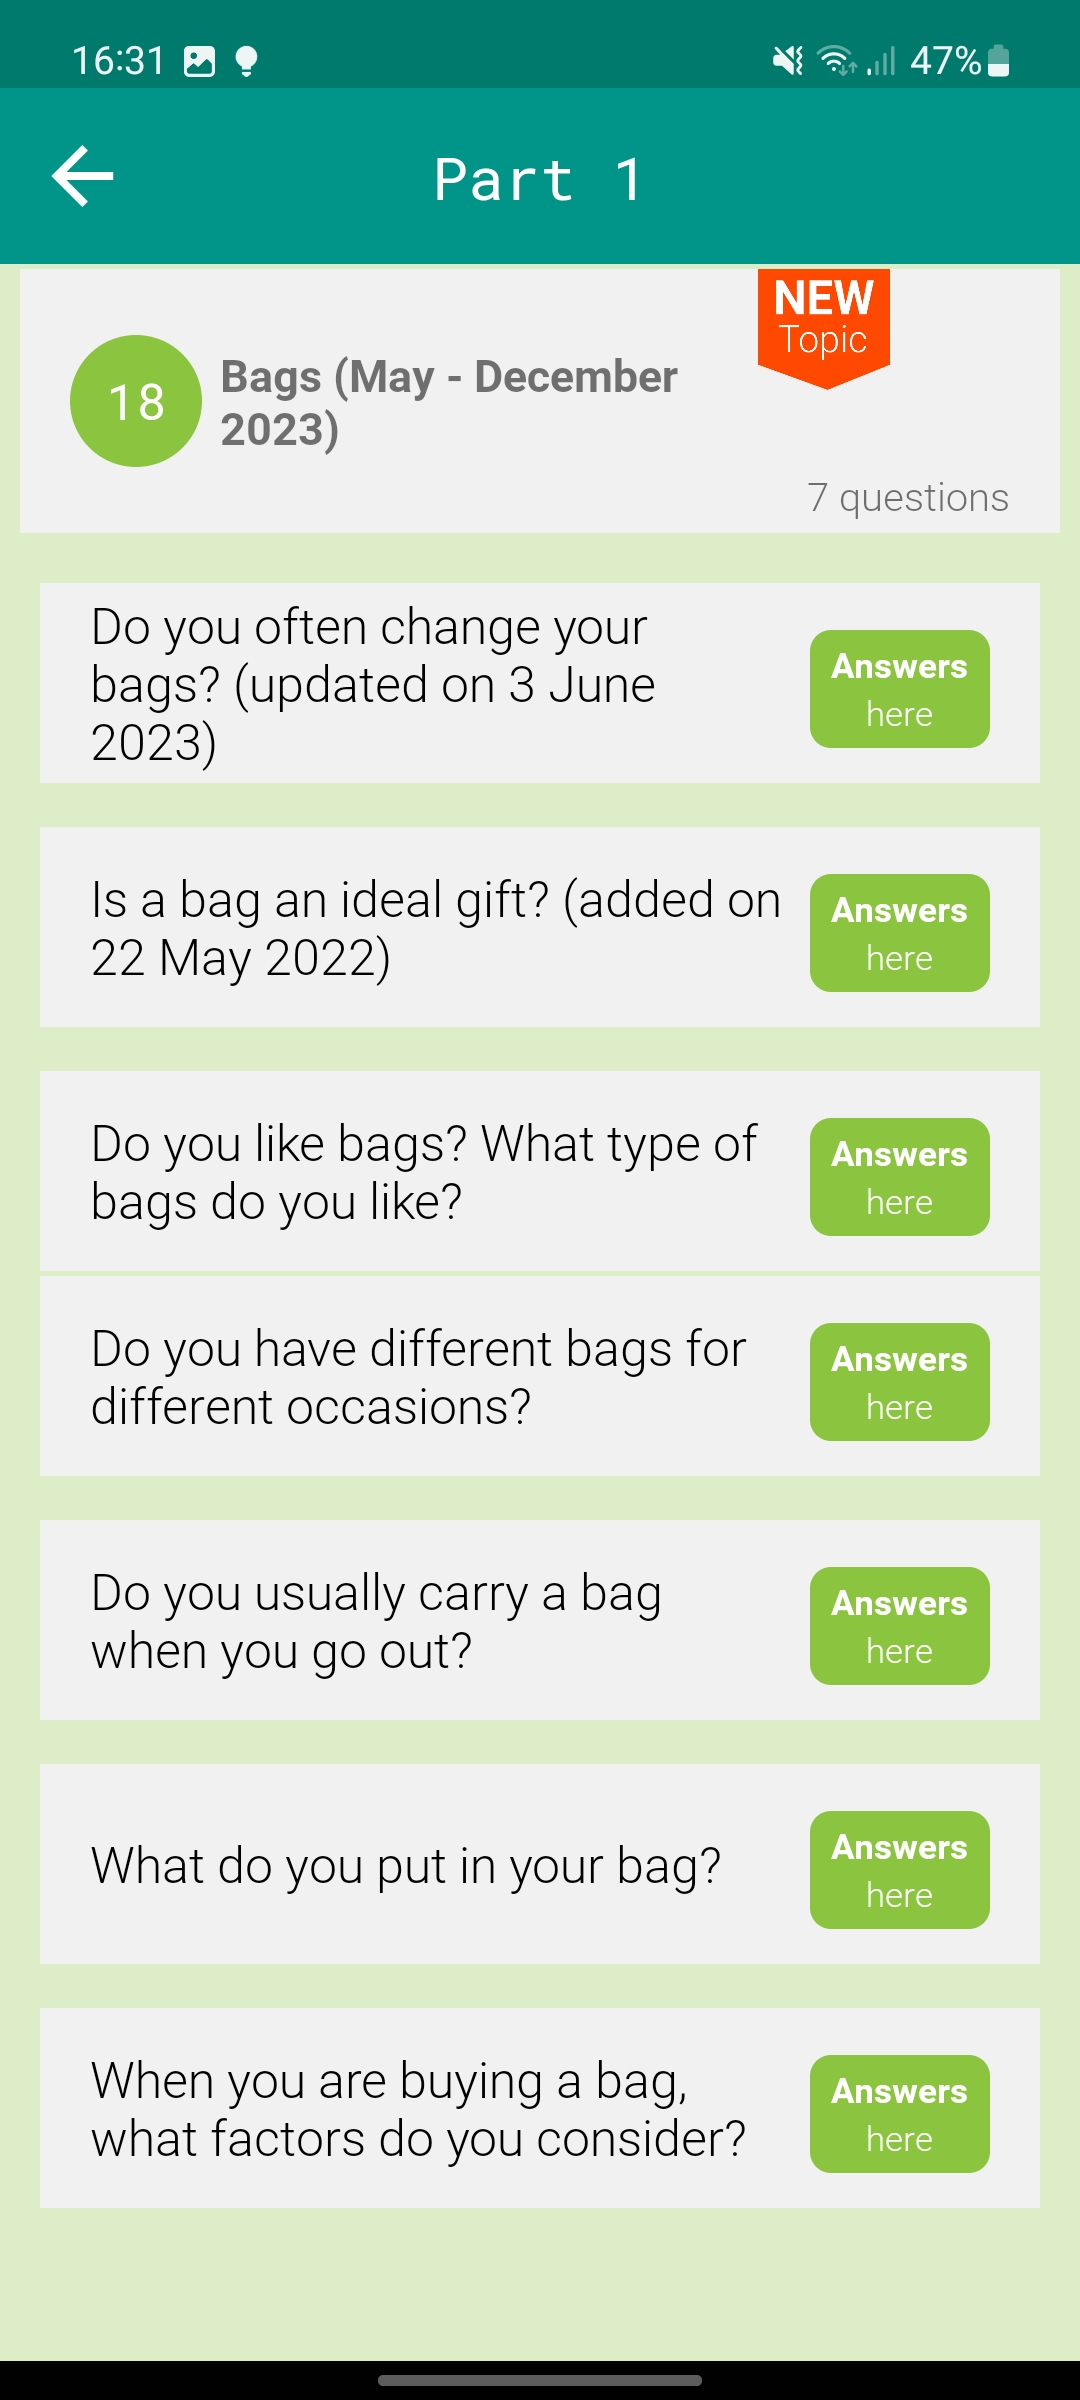 16:31
47%
Part 1
NEW
Topic
18
Bags (May - December
2023)
7 questions
Do you often change your
bags? (updated on 3 June
2023)
Answers
here
Is a bag an ideal gift? (added on
22 May 2022)
Answers
here
Do you like bags? What type of
bags do you like?
Answers
here
Do you have different bags for
different occasions?
Answers
here
Do you usually carry a bag
when you go out?
Answers
here
What do you put in your bag?
Answers
here
When you are buying a bag,
what factors do you consider?
Answers
here